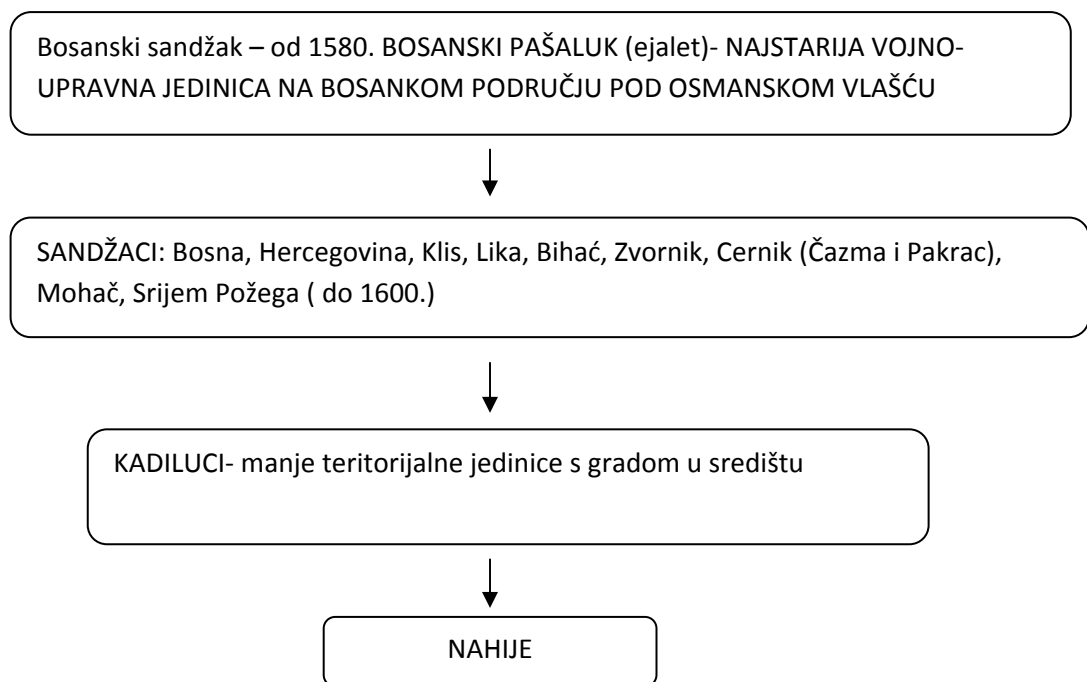 Bosanski sandžak – od 1580. BOSANSKI PAŠALUK (ejalet)- NAJSTARIJA VOJNO-
UPRAVNA JEDINICA NA BOSANKOM PODRUČJU POD OSMANSKOM VLAŠĆU
SANDŽACI: Bosna, Hercegovina, Klis, Lika, Bihać, Zvornik, Cernik (Čazma i Pakrac),
Mohač, Srijem Požega ( do 1600.)
KADILUCI- manje teritorijalne jedinice s gradom u središtu
NAHIJE